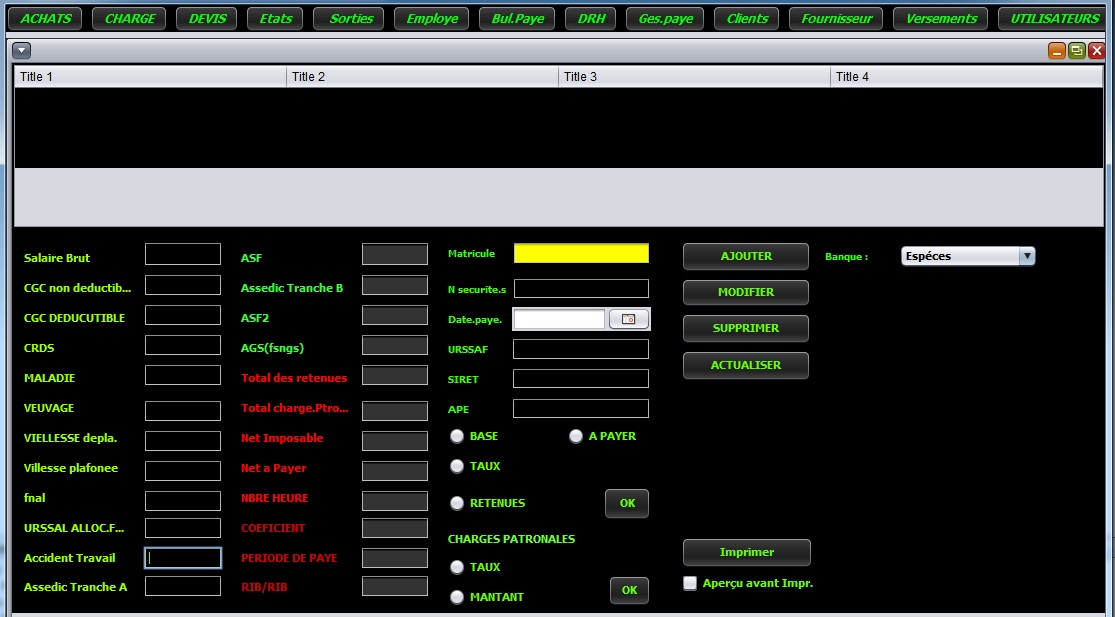 ACHATS CHARGE DEVIS Etats Sorties Employe Bul.Paye DRH Ges.paye Clients Fournisseur Versements UTILISATEURS
Title 1 Title 2 Title 3 Title 4
Salaire Brut ASF Matricule AJOUTER Banque : Espéces
CGC non deductib... Assedic Tranche B N securite.s MODIFIER
CGC DEDUCUTIBLE ASF2 Date.paye. SUPPRIMER
CRDS AGS(fsngs) URSSAF ACTUALISER
MALADIE Total des retenues SIRET
VEUVAGE Total charge.Ptro... APE
VIELLESSE depla. Net Imposable BASE A PAYER
Villesse plafonee Net a Payer TAUX
fnal NBRE HEURE RETENUES OK
URSSAL ALLOC.F... COEFICIENT CHARGES PATRONALES
Accident Travail PERIODE DE PAYE TAUX Imprimer
Assedic Tranche A RIB/RIB MANTANT OK Aperçu avant Impr.